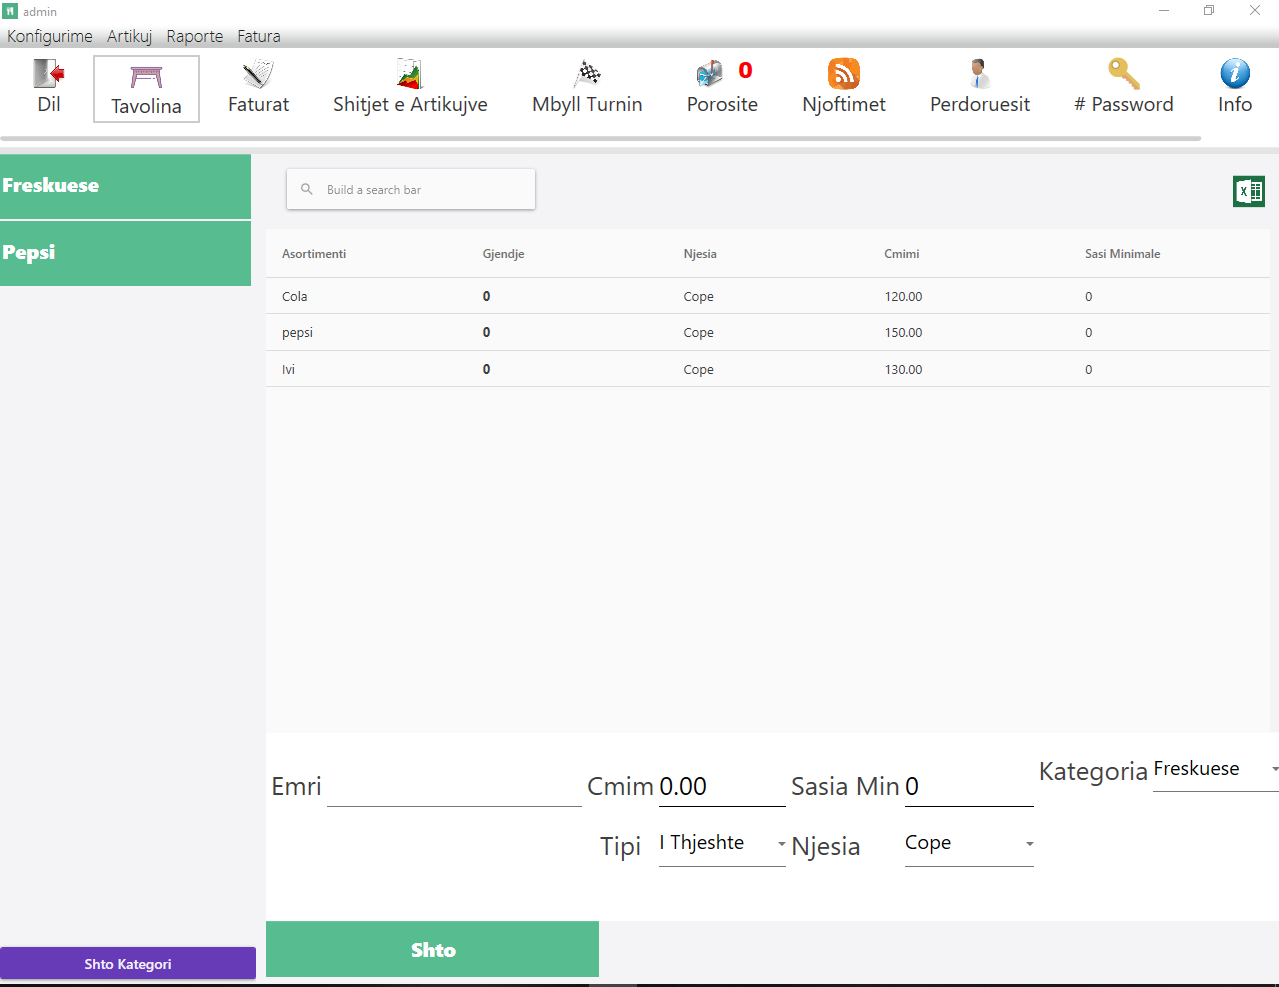 admin
Konfigurime Artikuj Raporte Fatura
Dil Tavolina Faturat Shitjet e Artikujve Mbyll Turnin Porosite 0 Njoftimet Perdoruesit # Password Info
Freskuese
Pepsi
Build a search bar
Asortimenti Gjendje Njesia Cmimi Sasi Minimale
Cola 0 Cope 120.00 0
pepsi 0 Cope 150.00 0
Ivi 0 Cope 130.00 0
Emri Cmim 0.00 Sasia Min 0 Kategoria Freskuese
Tipi I Thjeshte Njesia Cope
Shto
Shto Kategori